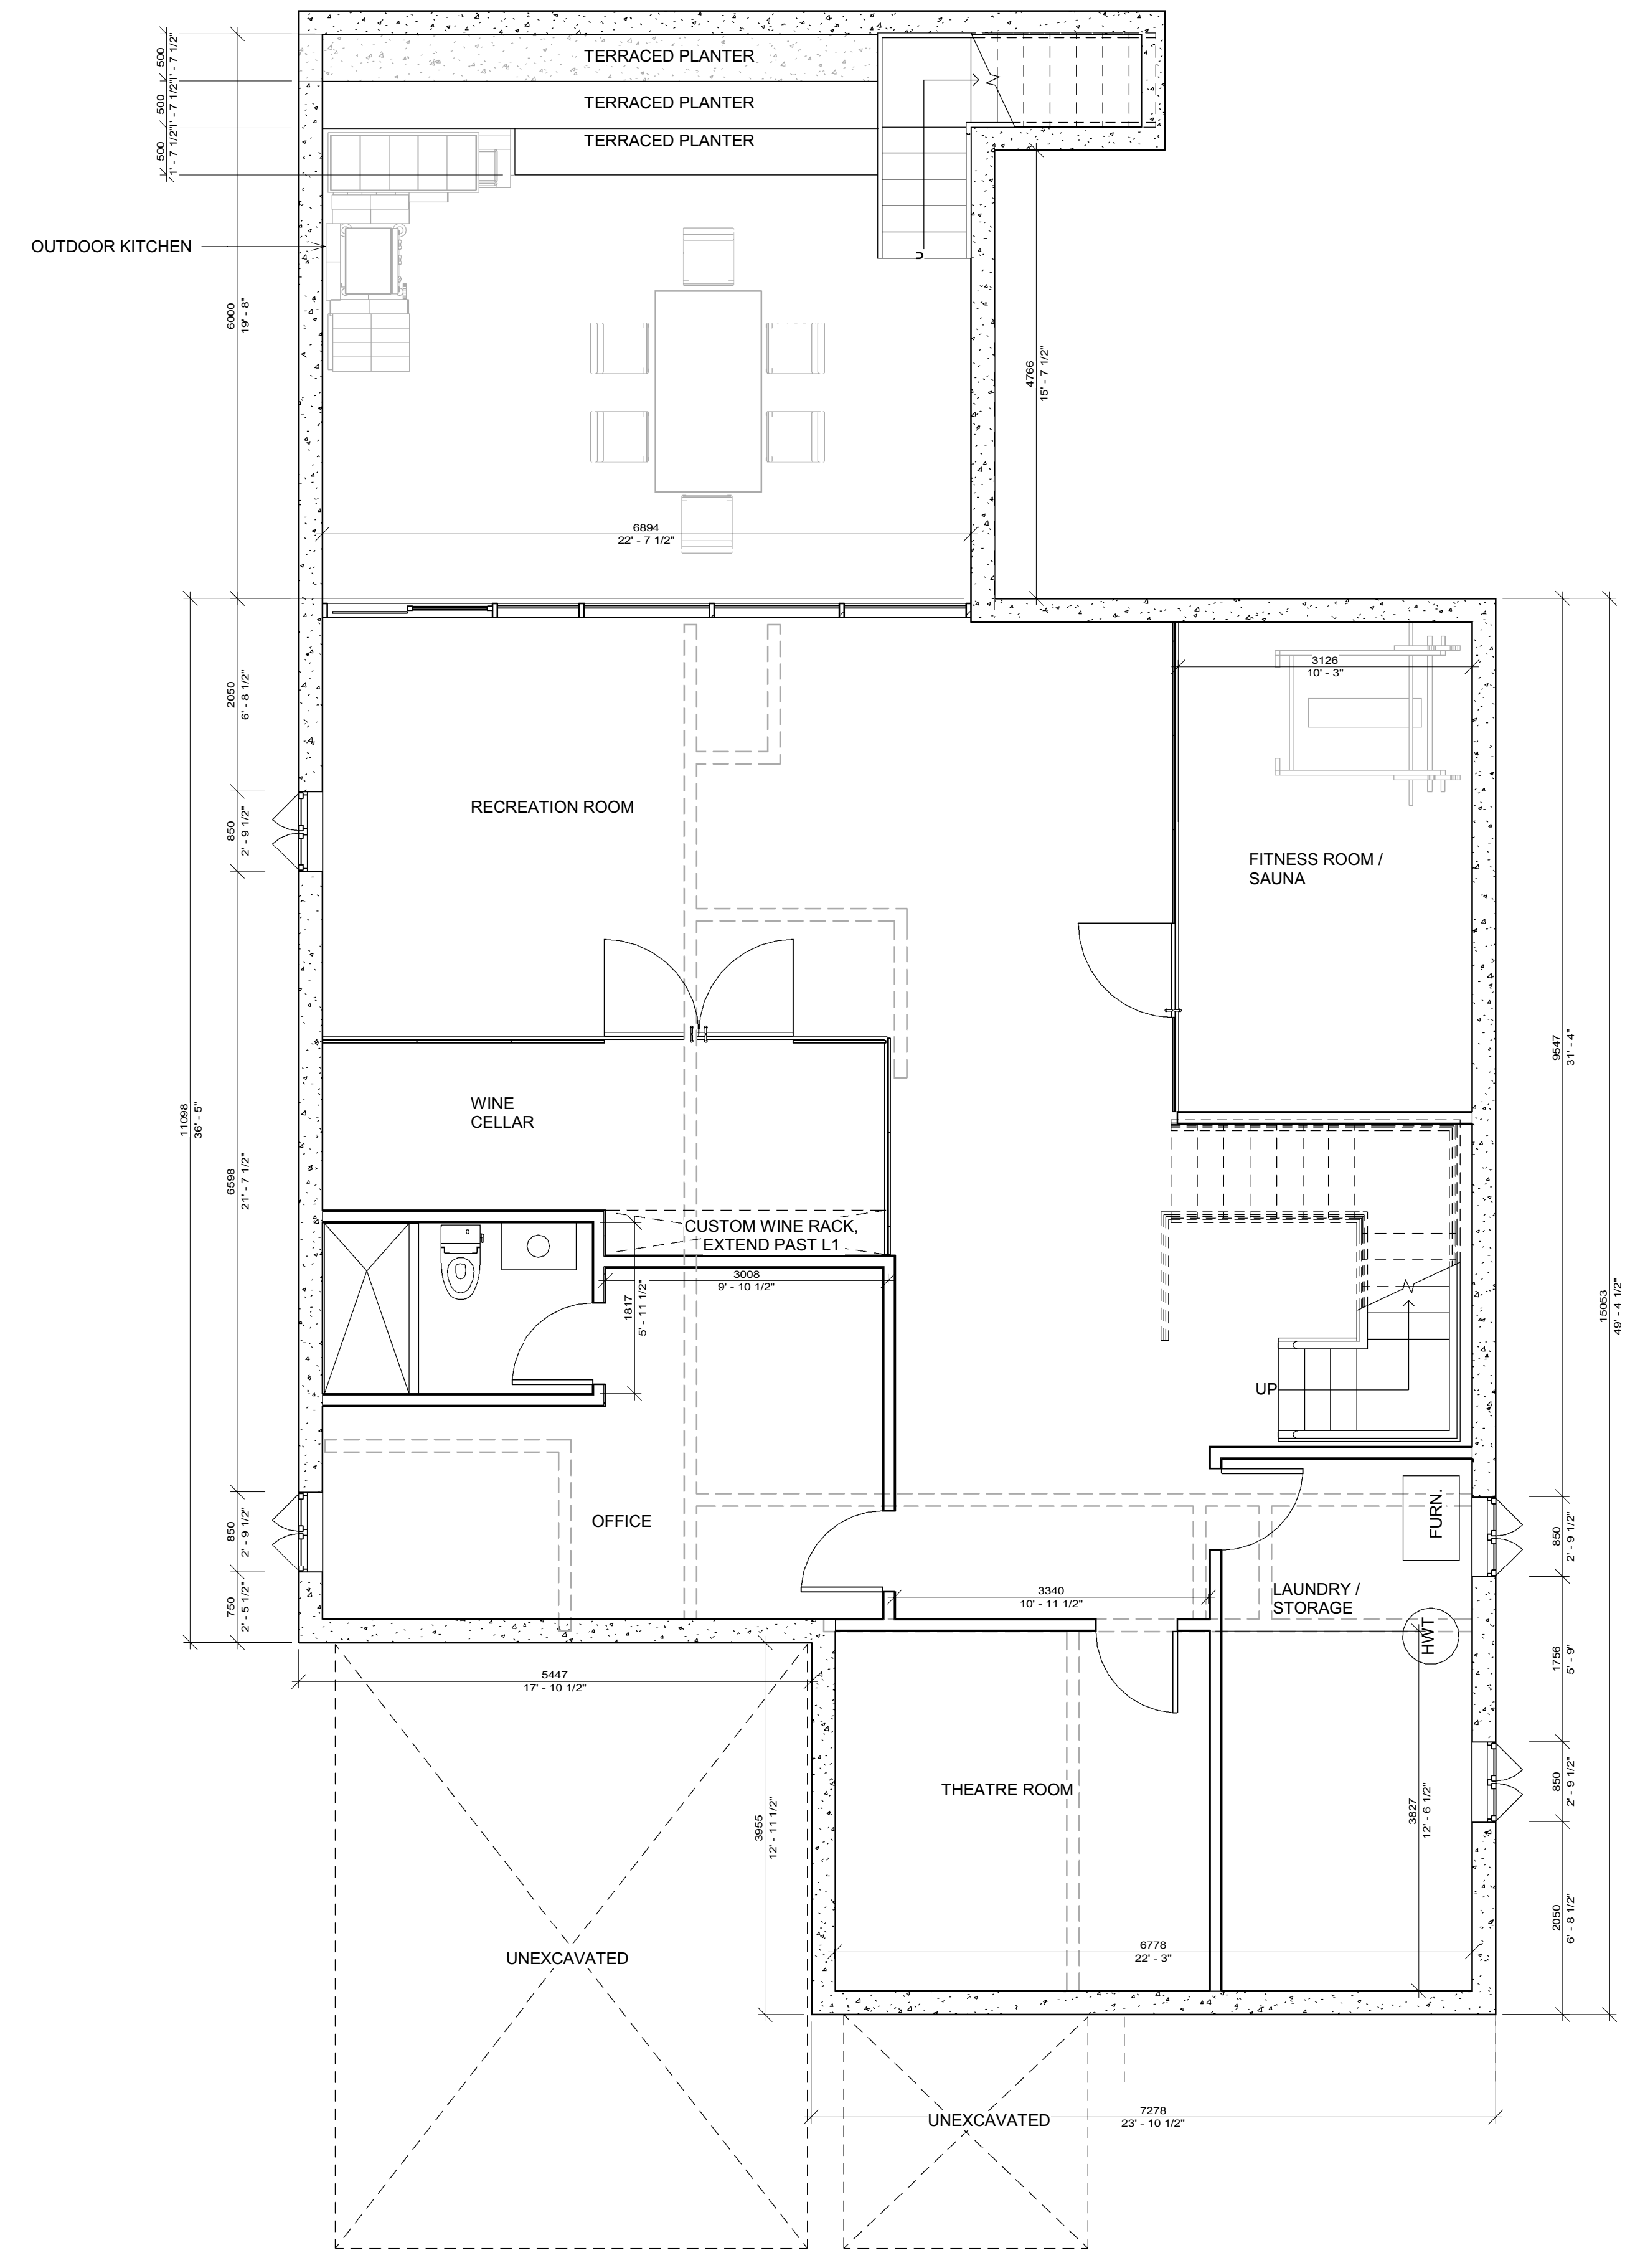 TERRACED PLANTER
TERRACED PLANTER
TERRACED PLANTER
500
1' - 7 1/2"
500
1' - 7 1/2"
500
1' - 7 1/2"
OUTDOOR KITCHEN
6000
19' - 8"
4766
15' - 7 1/2"
6894
22' - 7 1/2"
3126
10' - 3"
2050
6' - 8 1/2"
RECREATION ROOM
850
2' - 9 1/2"
FITNESS ROOM /
SAUNA
9547
31' - 4"
11098
36' - 5"
WINE
CELLAR
6598
21' - 7 1/2"
CUSTOM WINE RACK,
EXTEND PAST L1
3008
9' - 10 1/2"
1817
5' - 11 1/2"
15053
49' - 4 1/2"
UP
OFFICE
850
2' - 9 1/2"
FURN.
850
2' - 9 1/2"
750
2' - 5 1/2"
3340
10' - 11 1/2"
LAUNDRY /
STORAGE
HWT
1756
5' - 9"
5447
17' - 10 1/2"
THEATRE ROOM
850
2' - 9 1/2"
3955
12' - 11 1/2"
3827
12' - 6 1/2"
2050
6' - 8 1/2"
6778
22' - 3"
UNEXCAVATED
UNEXCAVATED
7278
23' - 10 1/2"